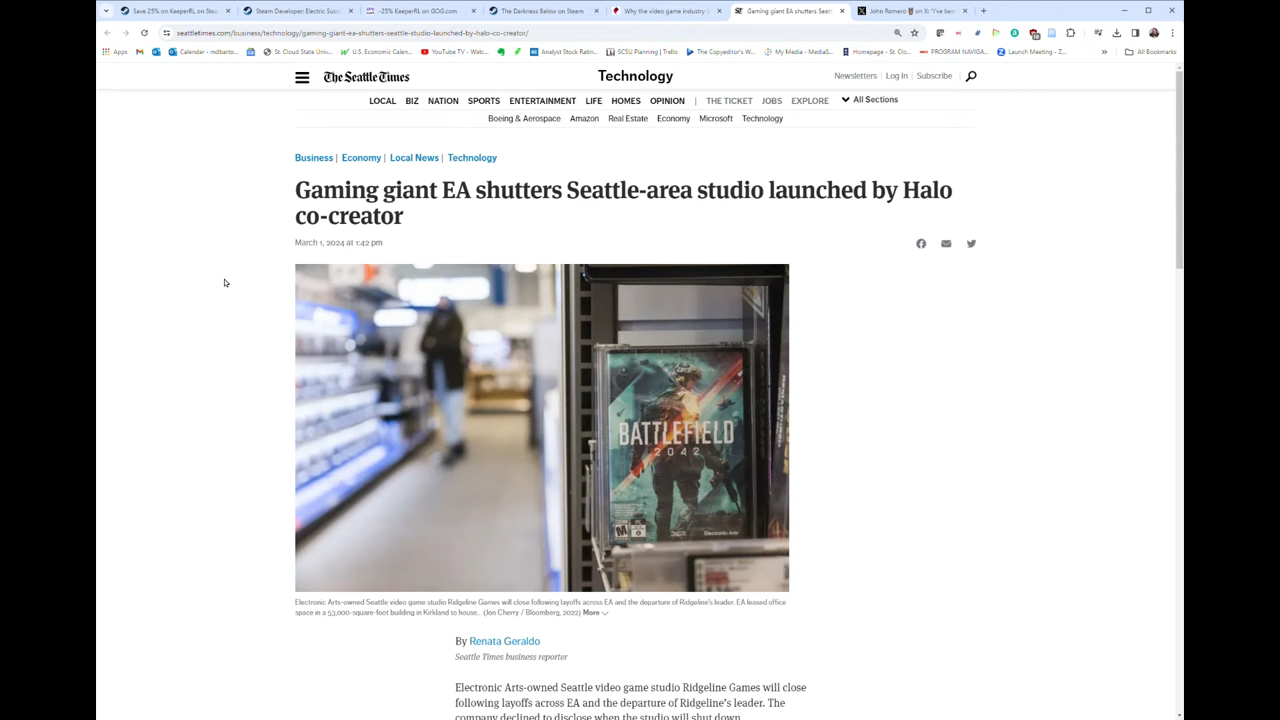 Save 25% on KeeperRL on Stea
Steam Developer: Electric Succ
-25% KeeperRL on GOG.com
The Darkness Below on Steam
Why the video game industry i
Gaming giant EA shutters Seatt
John Romero on X: "I've bee
seattletimes.com/business/technology/gaming-giant-ea-shutters-seattle-studio-launched-by-halo-co-creator/
Apps
Calendar - mdbarto...
St. Cloud State Univ...
U.S. Economic Calen...
YouTube TV - Watc...
Analyst Stock Ratin...
SCSU Planning | Trello
The Copyeditor's W...
My Media - MediaS...
Homepage - St. Clo...
PROGRAM NAVIGA...
Launch Meeting - Z...
All Bookmarks
The Seattle Times
Technology
Newsletters | Log In | Subscribe
LOCAL BIZ NATION SPORTS ENTERTAINMENT LIFE HOMES OPINION | THE TICKET JOBS EXPLORE All Sections
Boeing & Aerospace Amazon Real Estate Economy Microsoft Technology
Business | Economy | Local News | Technology
Gaming giant EA shutters Seattle-area studio launched by Halo
co-creator
March 1, 2024 at 1:42 pm
BATTLEFIELD
2042
Electronic Arts
Electronic Arts-owned Seattle video game studio Ridgeline Games will close following layoffs across EA and the departure of Ridgeline's leader. EA leased office
space in a 53,000-square-foot building in Kirkland to house... (Jon Cherry / Bloomberg, 2022) More
By Renata Geraldo
Seattle Times business reporter
Electronic Arts-owned Seattle video game studio Ridgeline Games will close
following layoffs across EA and the departure of Ridgeline's leader. The
company declined to disclose when the studio will shut down.